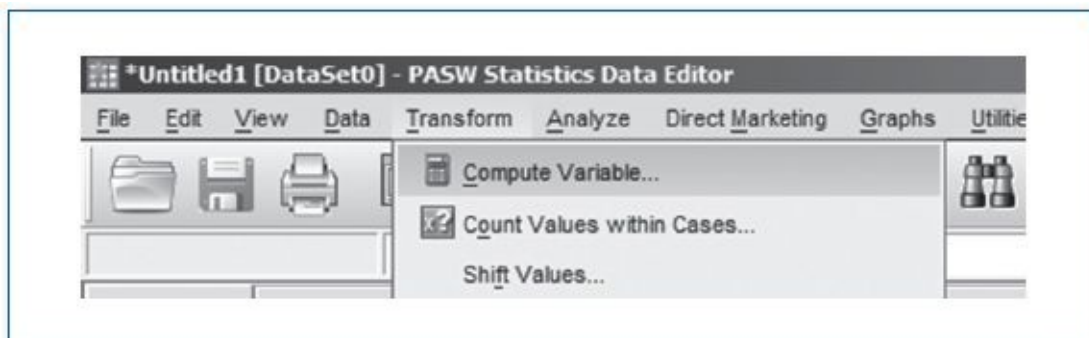 *Untitled1 [DataSet0] - PASW Statistics Data Editor
File Edit View Data Transform Analyze Direct Marketing Graphs
Compute Variable...
x? Count Values within Cases...
Shift Values...